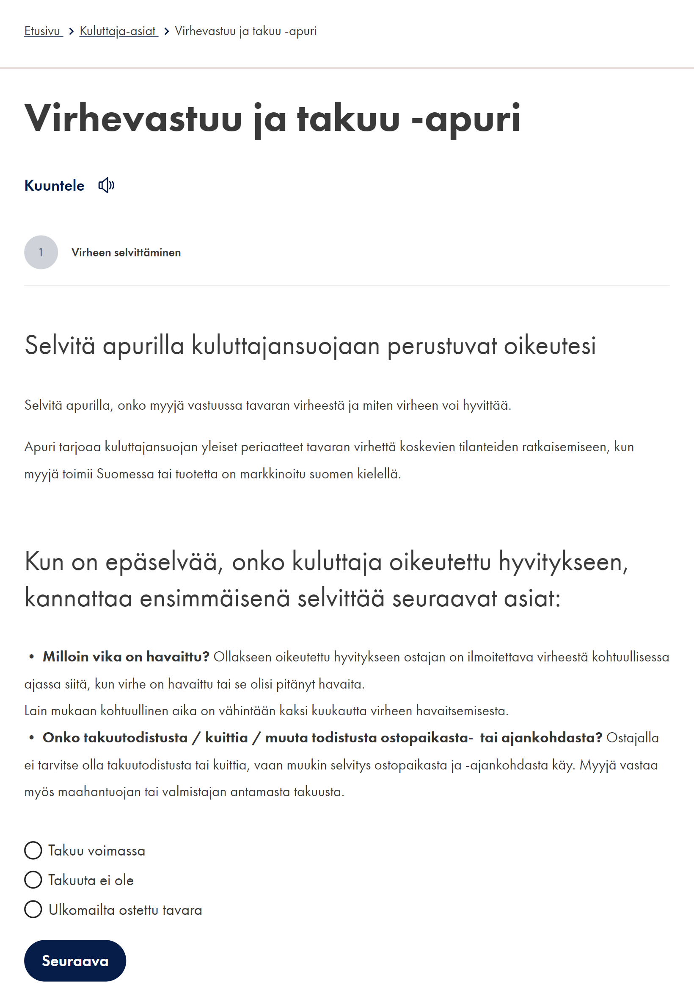 Etusivu > Kuluttaja-asiat > Virhevastuu ja takuu -apuri
Virhevastuu ja takuu -apuri
Kuuntele
1 Virheen selvittäminen
Selvitä apurilla kuluttajansuojaan perustuvat oikeutesi
Selvitä apurilla, onko myyjä vastuussa tavaran virheestä ja miten virheen voi hyvittää.
Apuri tarjoaa kuluttajansuojan yleiset periaatteet tavaran virhettä koskevien tilanteiden ratkaisemiseen, kun
myyjä toimii Suomessa tai tuotetta on markkinoitu suomen kielellä.
Kun on epäselvää, onko kuluttaja oikeutettu hyvitykseen,
kannattaa ensimmäisenä selvittää seuraavat asiat:
• Milloin vika on havaittu? Ollakseen oikeutettu hyvitykseen ostajan on ilmoitettava virheestä kohtuullisessa
ajassa siitä, kun virhe on havaittu tai se olisi pitänyt havaita.
Lain mukaan kohtuullinen aika on vähintään kaksi kuukautta virheen havaitsemisesta.
• Onko takuutodistusta / kuittia / muuta todistusta ostopaikasta- tai ajankohdasta? Ostajalla
ei tarvitse olla takuutodistusta tai kuittia, vaan muukin selvitys ostopaikasta ja -ajankohdasta käy. Myyjä vastaa
myös maahantuojan tai valmistajan antamasta takuusta.
Takuu voimassa
Takuuta ei ole
Ulkomailta ostettu tavara
Seuraava